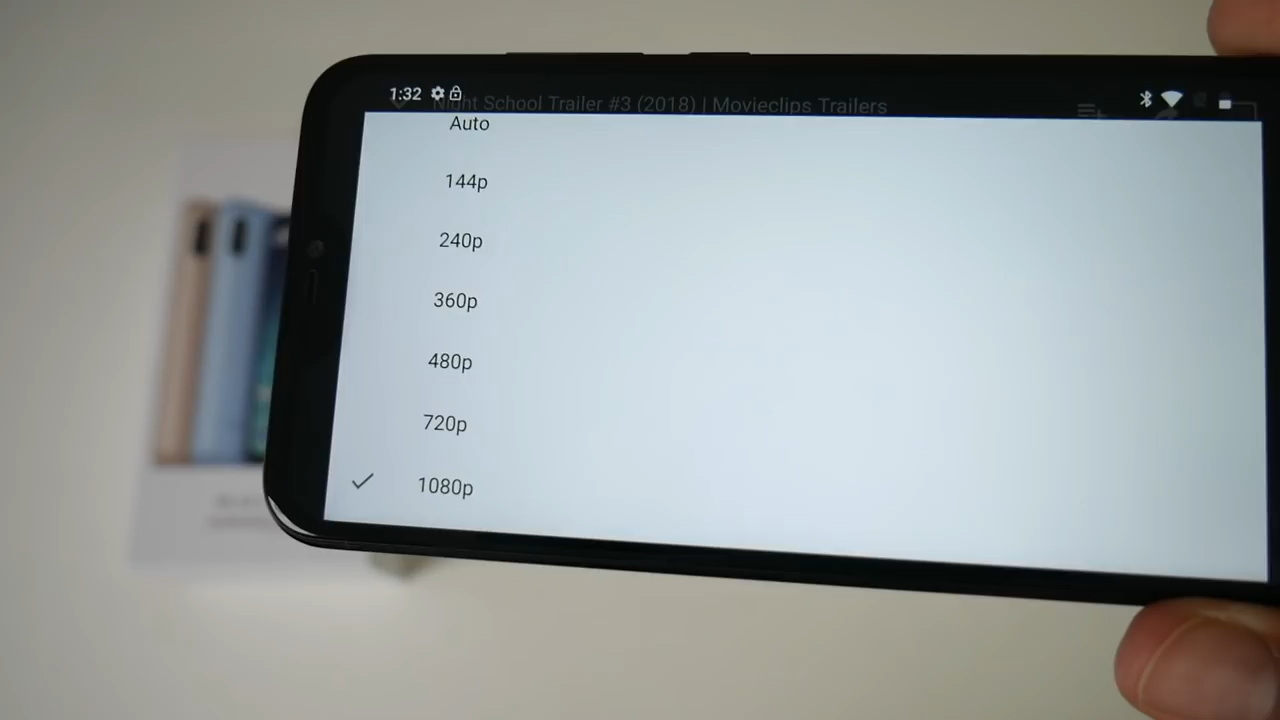 1:32
Night School Trailer #3 (2018) | Movieclips Trailers
Auto
144p
240p
360p
480p
720p
1080p